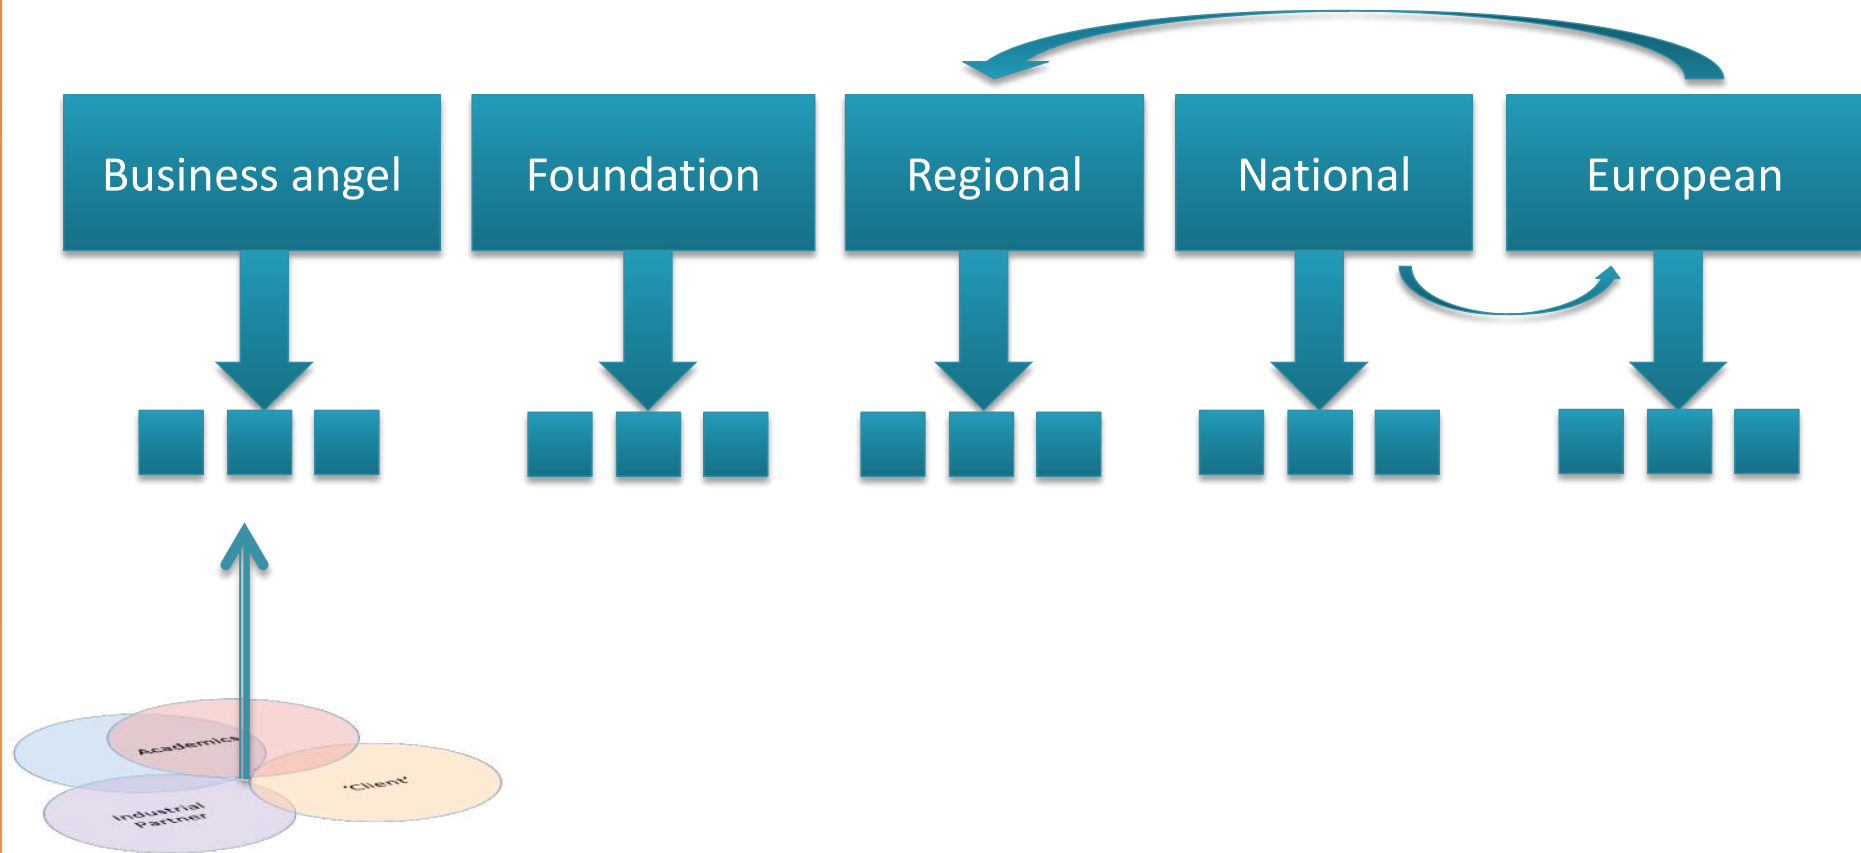 Business angel
Foundation
Regional
National
European
Academics
'Client'
Industrial
Partner